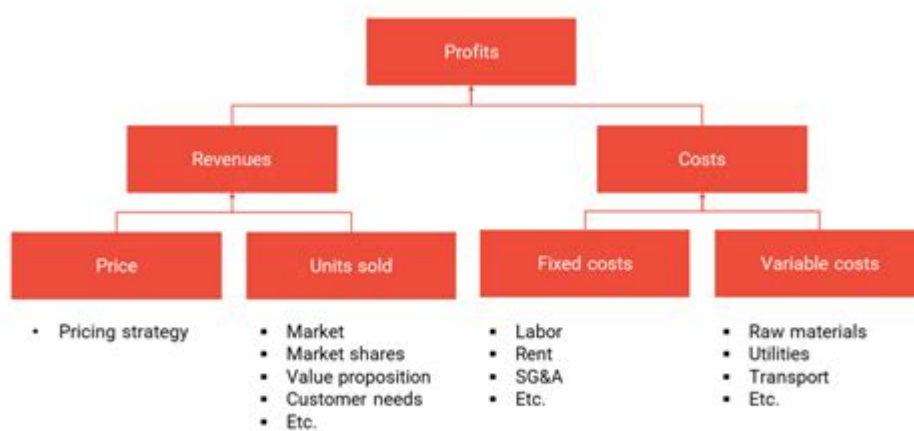 Profits
Revenues
Costs
Price
Units sold
Fixed costs
Variable costs
• Pricing strategy
▪ Market
▪ Market shares
▪ Value proposition
▪ Customer needs
▪ Etc.
▪ Labor
▪ Rent
▪ SG&A
▪ Etc.
▪ Raw materials
▪ Utilities
▪ Transport
▪ Etc.